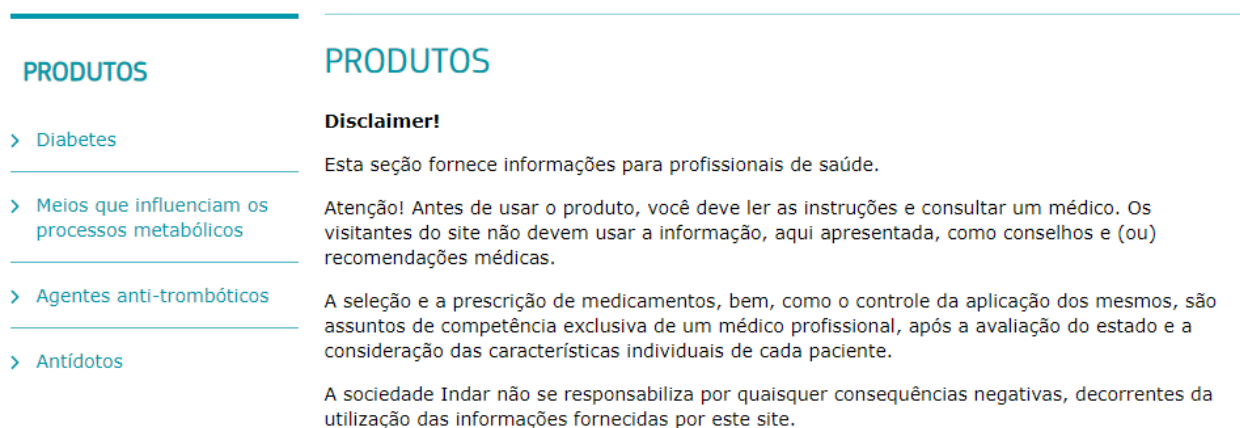 PRODUTOS
Diabetes
Meios que influenciam os
processos metabólicos
Agentes anti-trombóticos
Antídotos
PRODUTOS
Disclaimer!
Esta seção fornece informações para profissionais de saúde.
Atenção! Antes de usar o produto, você deve ler as instruções e consultar um médico. Os
visitantes do site não devem usar a informação, aqui apresentada, como conselhos e (ou)
recomendações médicas.
A seleção e a prescrição de medicamentos, bem, como o controle da aplicação dos mesmos, são
assuntos de competência exclusiva de um médico profissional, após a avaliação do estado e a
consideração das características individuais de cada paciente.
A sociedade Indar não se responsabiliza por quaisquer consequências negativas, decorrentes da
utilização das informações fornecidas por este site.